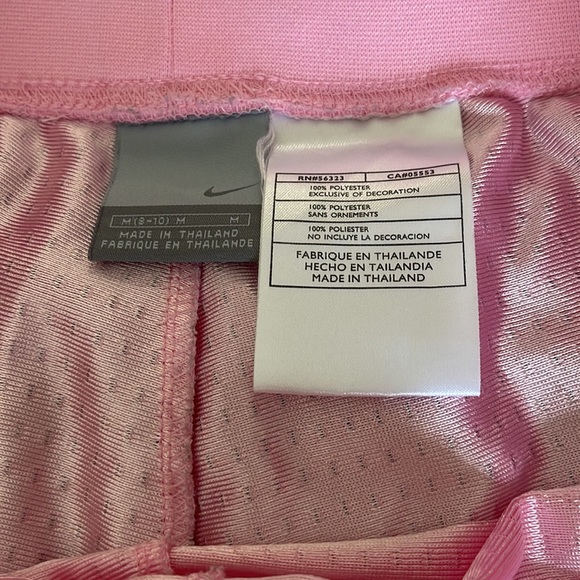 M (8-10) M M
MADE IN THAILAND
FABRIQUE EN THAILANDE
RN#56323 CA#05553
100% POLYESTER
EXCLUSIVE OF DECORATION
100% POLYESTER
SANS ORNEMENTS
100% POLIESTER
NO INCLUYE LA DECORACION
FABRIQUE EN THAILANDE
HECHO EN TAILANDIA
MADE IN THAILAND